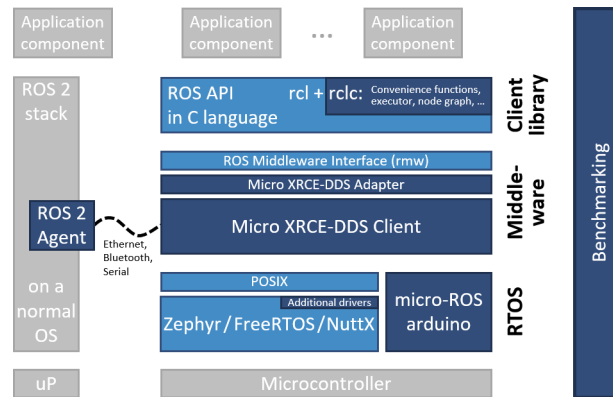 Application
component
Application
component
...
Application
component
ROS 2
stack
ROS 2
Agent
on a
normal
OS
uP
Ethernet,
Bluetooth,
Serial
ROS API
in C language
rcl + rclc:
Convenience functions,
executor, node graph, ...
ROS Middleware Interface (rmw)
Micro XRCE-DDS Adapter
Micro XRCE-DDS Client
POSIX
Additional drivers
Zephyr/FreeRTOS/NuttX
micro-ROS
arduino
Microcontroller
Client
library
Middle-
ware
RTOS
Benchmarking